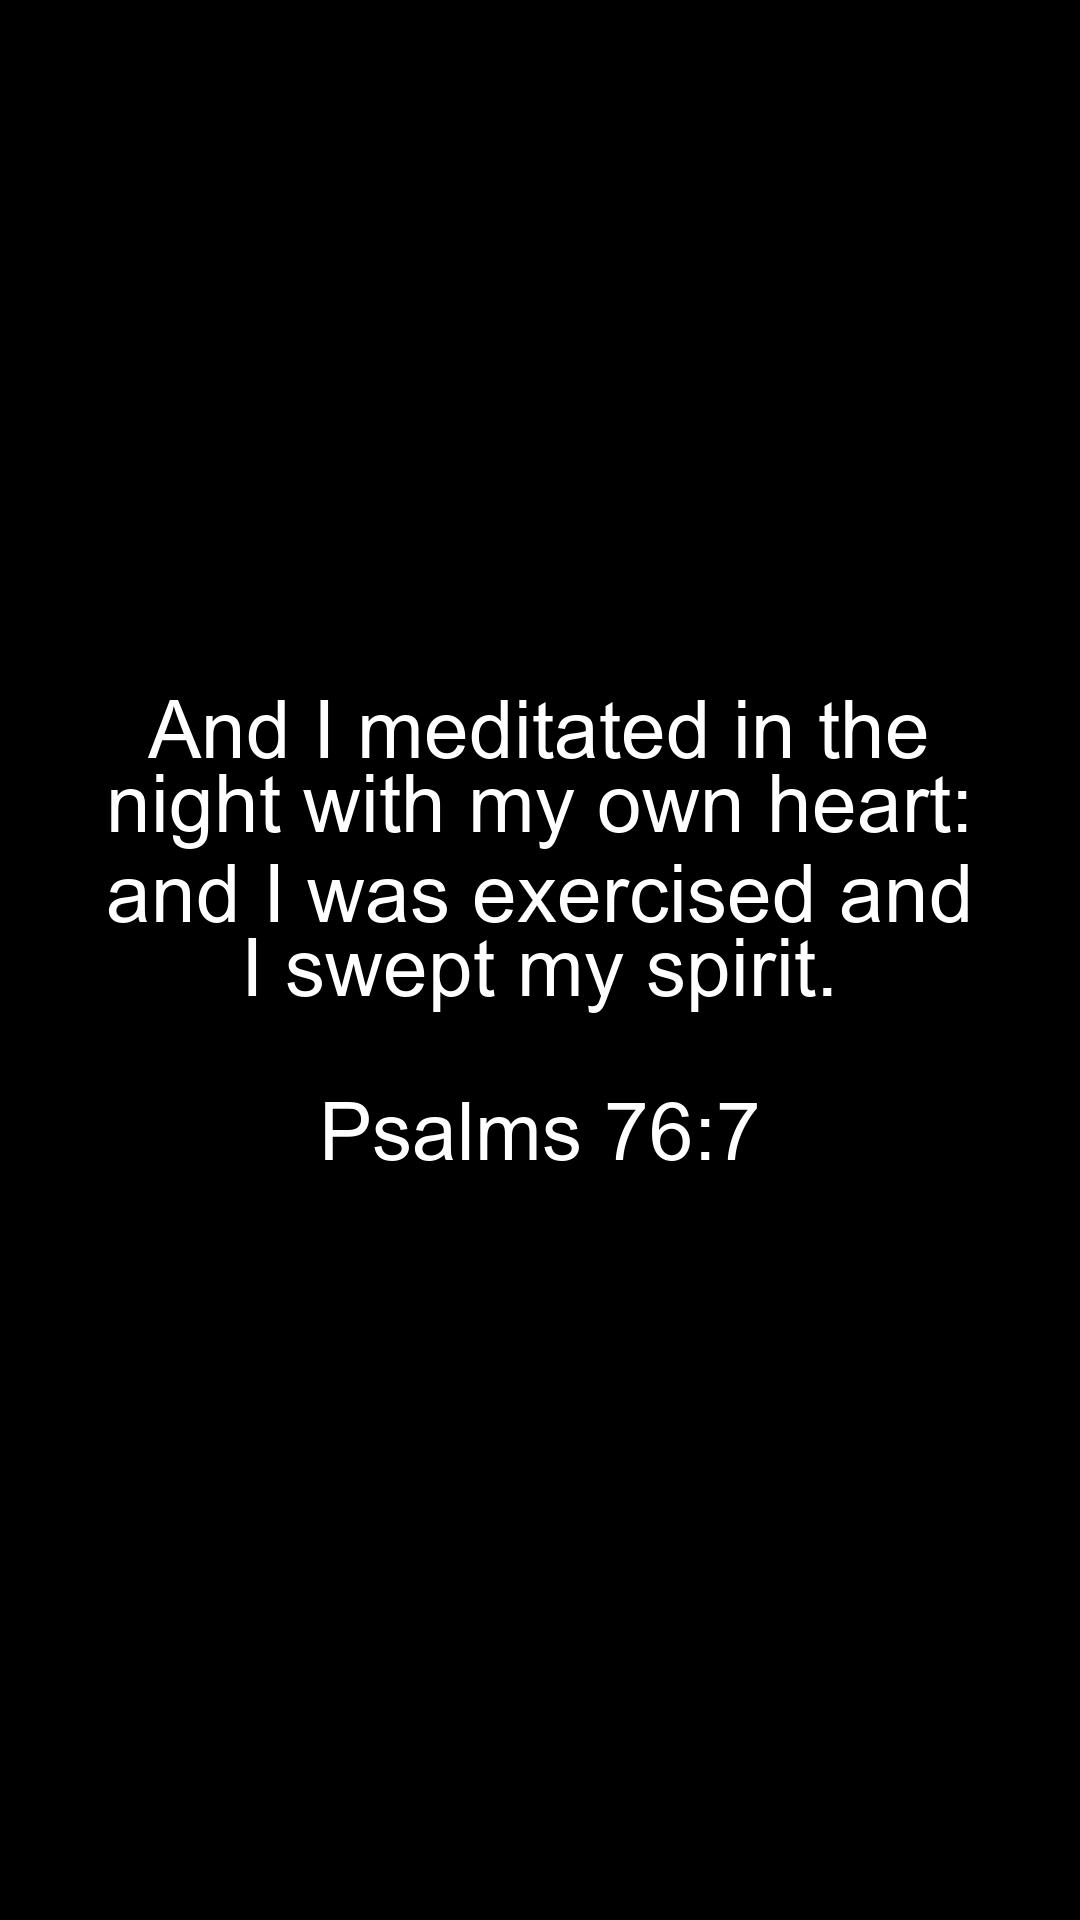 And I meditated in the
night with my own heart:
and I was exercised and
I swept my spirit.
Psalms 76:7